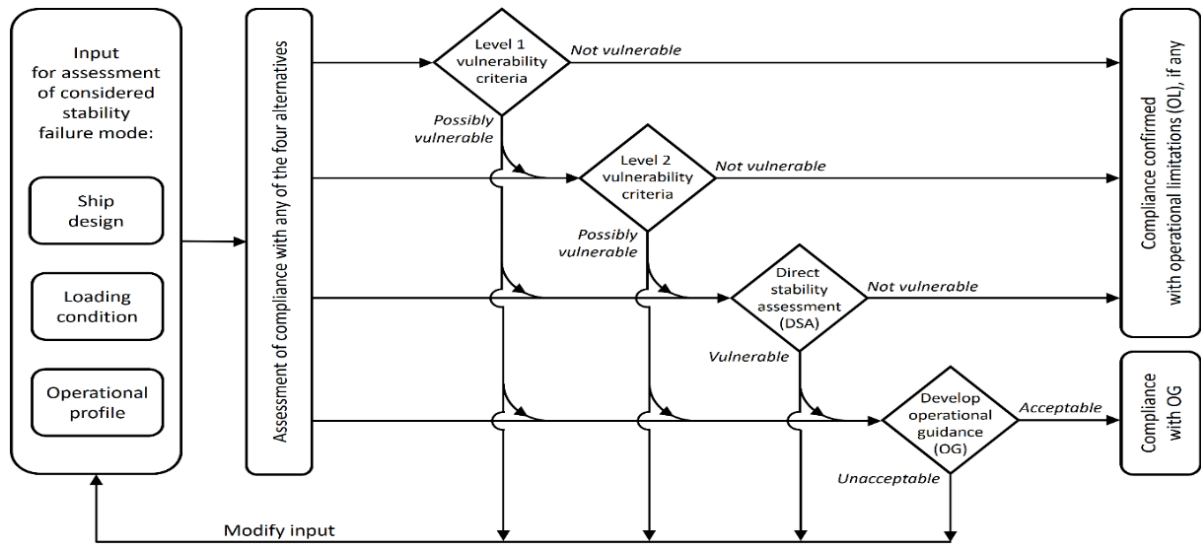 Input
for assessment
of considered
stability
failure mode:
Ship
design
Loading
condition
Operational
profile
Assessment of compliance with any of the four alternatives
Level 1
vulnerability
criteria
Not vulnerable
Possibly
vulnerable
Level 2
vulnerability
criteria
Not vulnerable
Possibly
vulnerable
Direct
stability
assessment
(DSA)
Not vulnerable
Vulnerable
Develop
operational
guidance
(OG)
Acceptable
Unacceptable
Compliance confirmed
with operational limitations (OL), if any
Compliance
with OG
Modify input